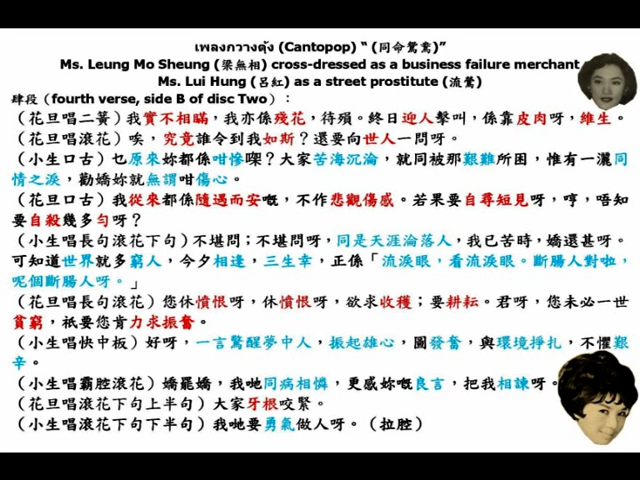 เพลงกวางตุ้ง (Cantopop) “ (同命鴛鴦)”
Ms. Leung Mo Sheung (梁無相) cross-dressed as a business failure merchant
Ms. Lui Hung (呂紅) as a street prostitute (流鶯)
肆段（fourth verse, side B of disc Two）：
(花旦唱二簧) 我實不相瞞，我亦係殘花，待殞。終日迎人擊叫，係靠皮肉呀，維生。
(花旦唱滾花) 唉，究竟誰令到我如斯？還要向世人一問呀。
(小生口古) 乜原來妳都係咁慘㗎？大家苦海沉淪，就同被那艱難所困，惟有一灑同
情之淚，勸嬌妳就無謂咁傷心。
(花旦口古) 我從來都係隨遇而安嘅，不作悲觀傷感。若果要自尋短見呀，哼，唔知
要自殺幾多勻呀？
(小生唱長句滾花下句) 不堪問；不堪問呀，同是天涯淪落人，我已苦時，嬌還甚呀。
可知道世界就多窮人，今夕相逢，三生幸，正係「流淚眼，看流淚眼。斷腸人對啦，
呢個斷腸人呀。」
(花旦唱長句滾花) 您休憤恨呀，休憤恨呀，欲求收穫；要耕耘。君呀，您未必一世
貧窮，祇要您肯力求振奮。
(小生唱快中板) 好呀，一言驚醒夢中人，振起雄心，圖發奮，與環境掙扎，不懼艱
辛。
(小生唱霸腔滾花) 嬌罷嬌，我哋同病相憐，更感妳嘅良言，把我相諫呀。
(花旦唱滾花下句上半句) 大家牙根咬緊。
(小生唱滾花下句下半句) 我哋要勇氣做人呀。（拉腔）